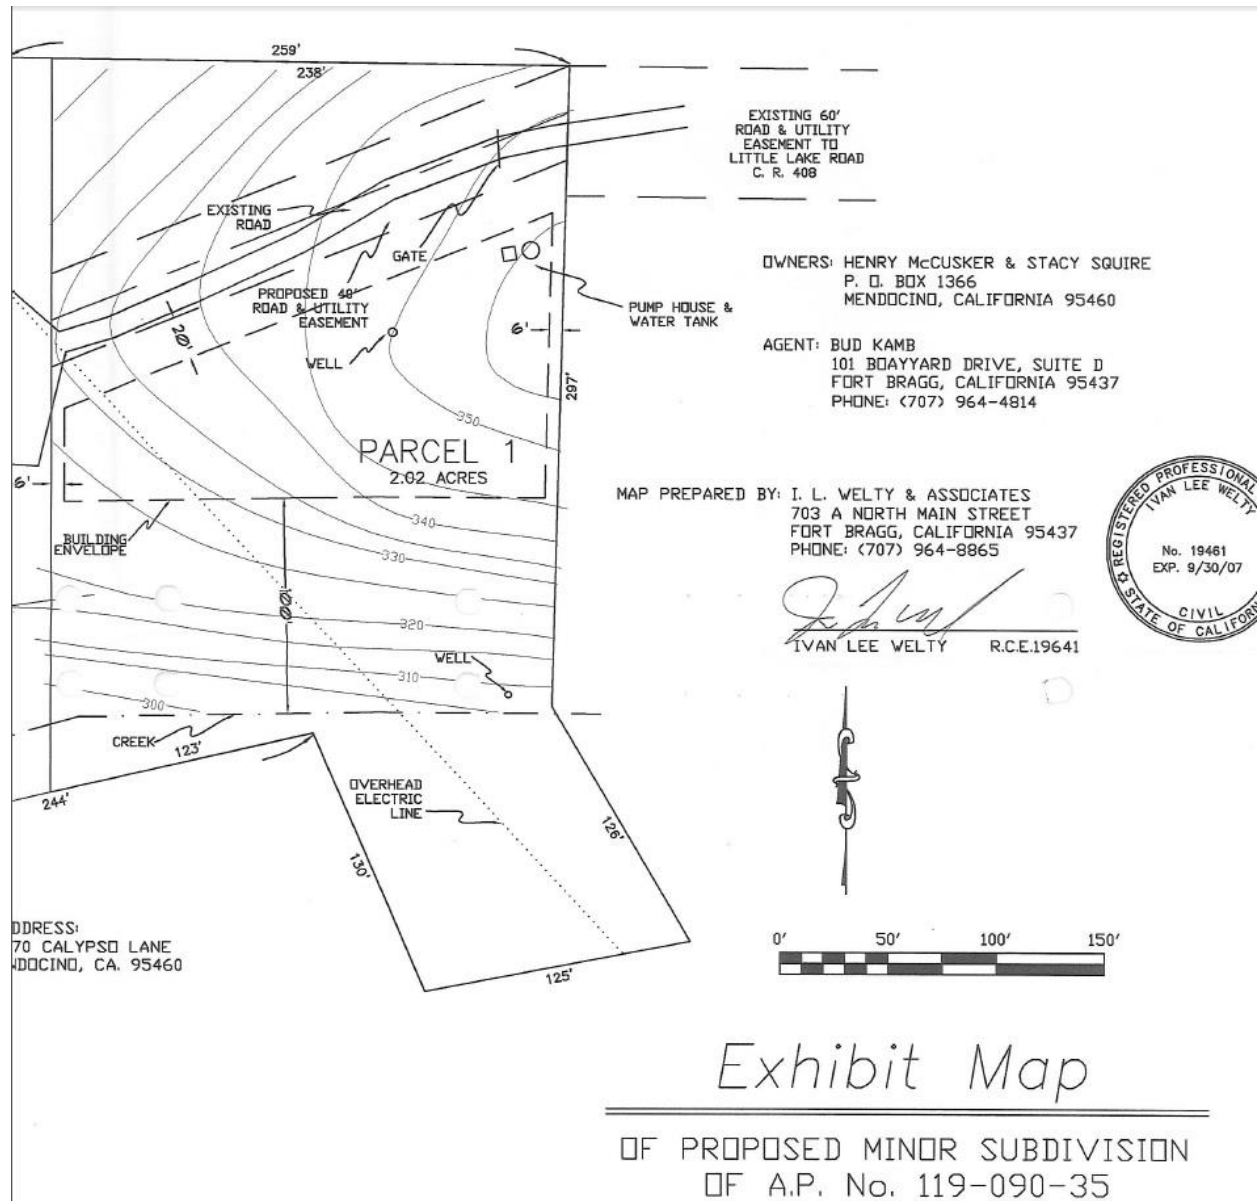 259'
238'
EXISTING 60'
ROAD & UTILITY
EASEMENT TO
LITTLE LAKE ROAD
C. R. 408
EXISTING
ROAD
GATE
PROPOSED 40'
ROAD & UTILITY
EASEMENT
20'
WELL
PUMP HOUSE &
WATER TANK
6'
297'
OWNERS: HENRY McCUSKER & STACY SQUIRE
P. O. BOX 1366
MENDOCINO, CALIFORNIA 95460
AGENT: BUD KAMB
101 BOAYYARD DRIVE, SUITE D
FORT BRAGG, CALIFORNIA 95437
PHONE: (707) 964-4814
350
PARCEL 1
2.02 ACRES
6'
MAP PREPARED BY: I. L. WELTY & ASSOCIATES
703 A NORTH MAIN STREET
FORT BRAGG, CALIFORNIA 95437
PHONE: (707) 964-8865
REGISTERED PROFESSIONAL
IVAN LEE WELTY
No. 19461
EXP. 9/30/07
CIVIL
STATE OF CALIFOR
IVAN LEE WELTY R.C.E.19641
BUILDING
ENVELOPE
340
330
100'
320
WELL
310
300
CREEK
123'
244'
OVERHEAD
ELECTRIC
LINE
126'
130'
125'
DDRESS:
70 CALYPSO LANE
NDOCINO, CA. 95460
0' 50' 100' 150'
Exhibit Map
OF PROPOSED MINOR SUBDIVISION
OF A.P. No. 119-090-35